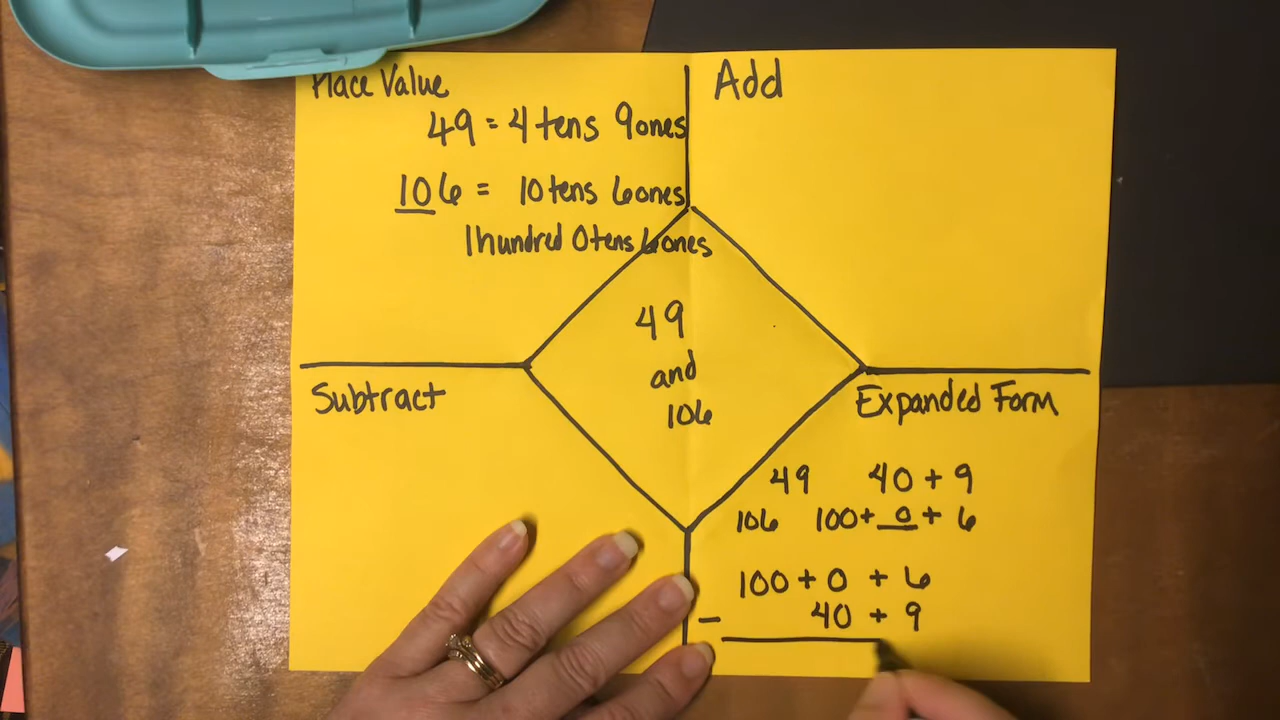 Place Value
49 = 4 tens 9 ones
106 = 10 tens 6 ones
1 hundred 0 tens 6 ones
Add
49
and
106
Subtract
Expanded Form
49 40 + 9
106 100 + 0 + 6
100 + 0 + 6
- 40 + 9